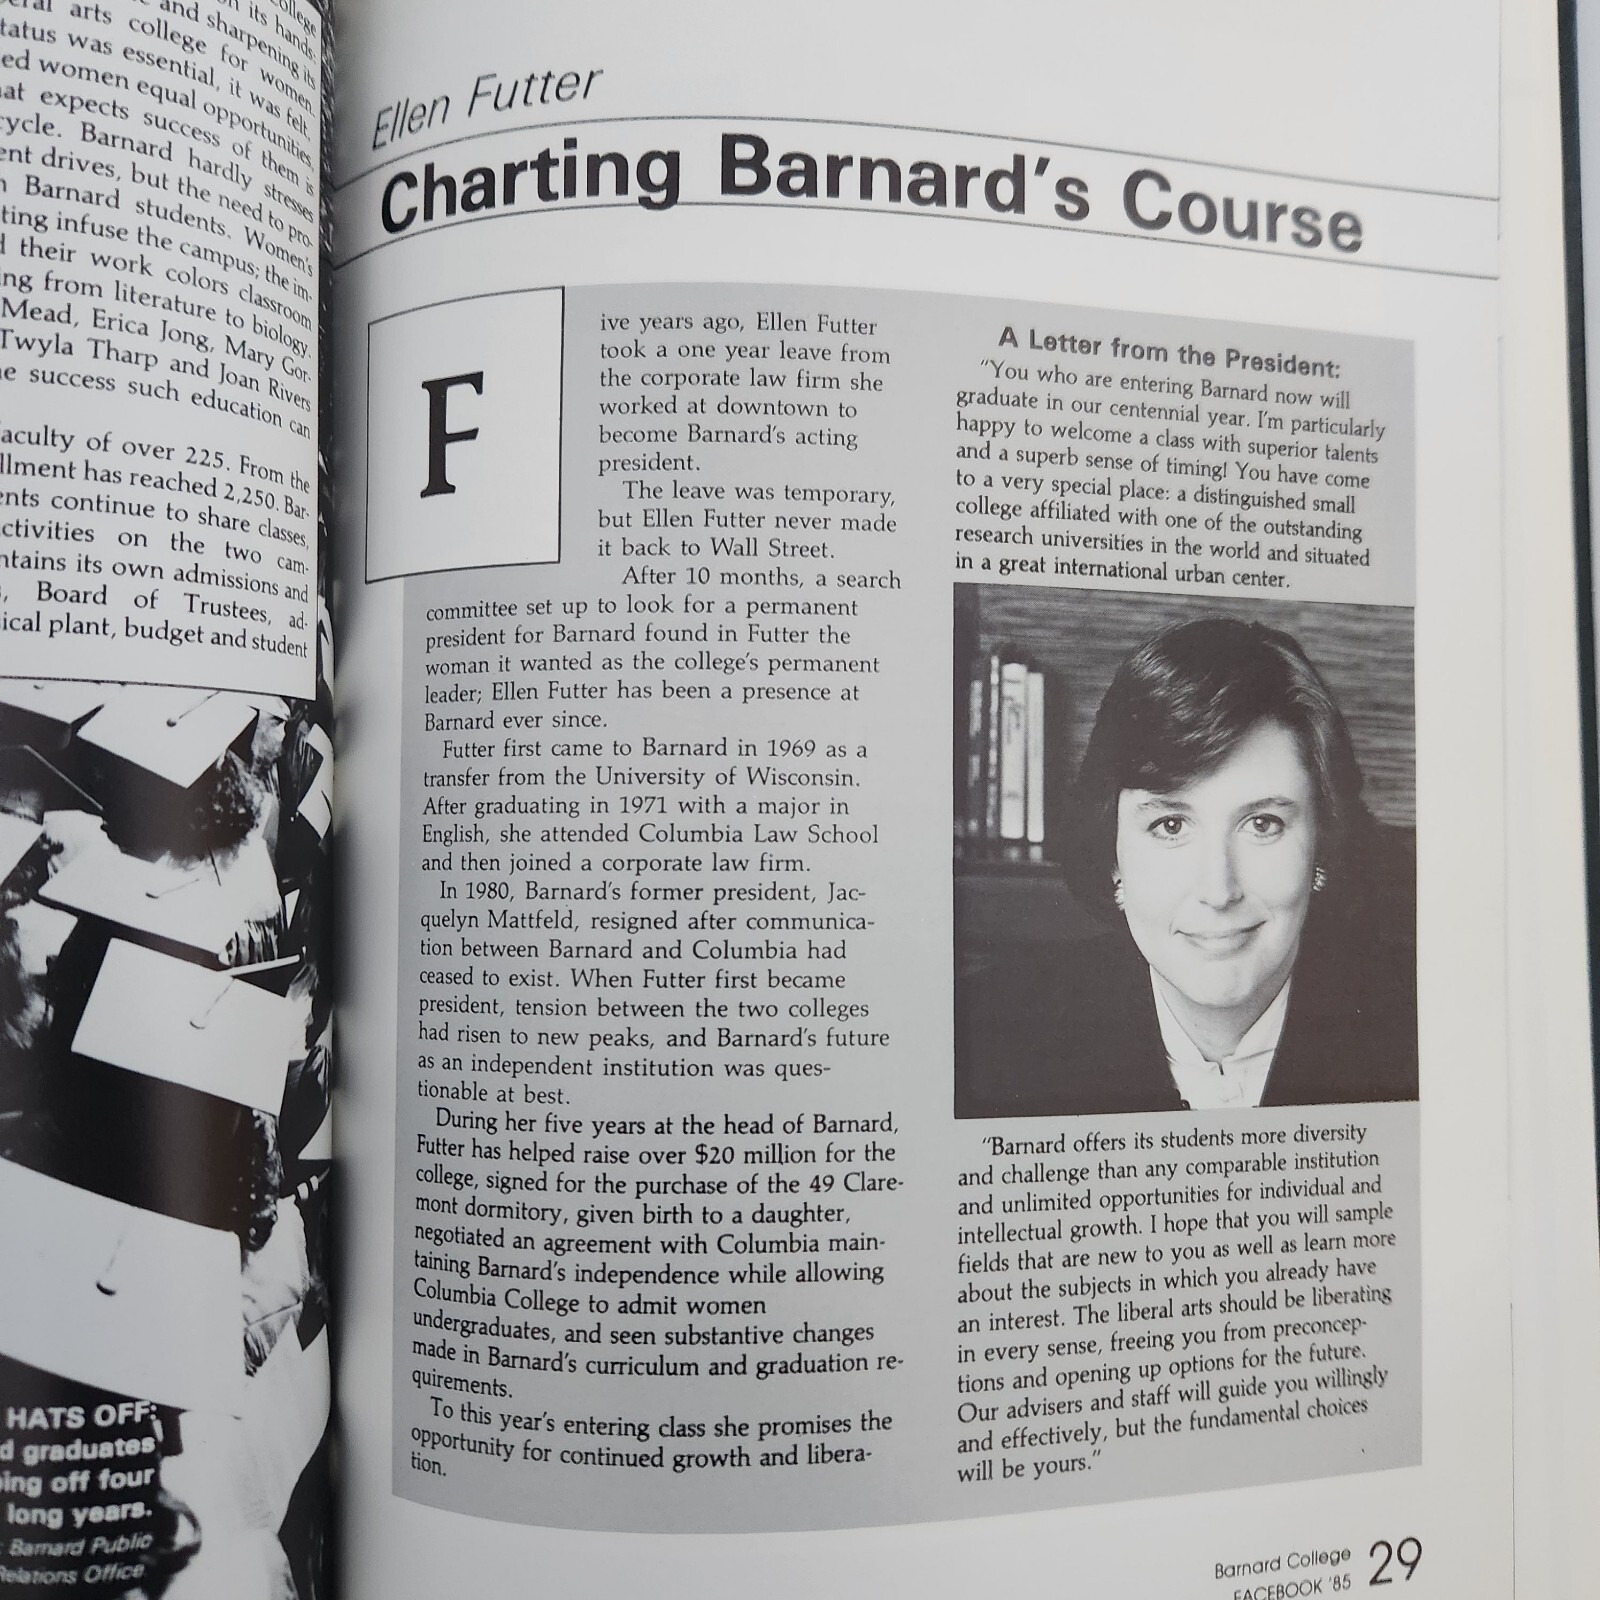 ollege
its hands:
and sharpening its
arts college for women.
tatus was essential, it was felt,
ed women equal opportunities,
at expects success of them is
ycle. Barnard hardly stresses
ent drives, but the need to pro-
Barnard students. Women's
ting infuse the campus; the im-
their work colors classroom
ing from literature to biology.
Mead, Erica Jong, Mary Gor-
Twyla Tharp and Joan Rivers
e success such education can
aculty of over 225. From the
llment has reached 2,250. Bar-
ents continue to share classes,
ctivities on the two cam-
ntains its own admissions and
, Board of Trustees, ad-
ical plant, budget and student
HATS OFF:
d graduates
ing off four
long years.
Barnard Public
Relations Office
Ellen Futter
Charting Barnard's Course
F
ive years ago, Ellen Futter
took a one year leave from
the corporate law firm she
worked at downtown to
become Barnard's acting
president.
The leave was temporary,
but Ellen Futter never made
it back to Wall Street.
After 10 months, a search
committee set up to look for a permanent
president for Barnard found in Futter the
woman it wanted as the college's permanent
leader; Ellen Futter has been a presence at
Barnard ever since.
Futter first came to Barnard in 1969 as a
transfer from the University of Wisconsin.
After graduating in 1971 with a major in
English, she attended Columbia Law School
and then joined a corporate law firm.
In 1980, Barnard's former president, Jac-
quelyn Mattfeld, resigned after communica-
tion between Barnard and Columbia had
ceased to exist. When Futter first became
president, tension between the two colleges
had risen to new peaks, and Barnard's future
as an independent institution was ques-
tionable at best.
During her five years at the head of Barnard,
Futter has helped raise over $20 million for the
college, signed for the purchase of the 49 Clare-
mont dormitory, given birth to a daughter,
negotiated an agreement with Columbia main-
taining Barnard's independence while allowing
Columbia College to admit women
undergraduates, and seen substantive changes
made in Barnard's curriculum and graduation re-
quirements.
To this year's entering class she promises the
opportunity for continued growth and libera-
tion.
A Letter from the President:
"You who are entering Barnard now will
graduate in our centennial year. I'm particularly
happy to welcome a class with superior talents
and a superb sense of timing! You have come
to a very special place: a distinguished small
college affiliated with one of the outstanding
research universities in the world and situated
in a great international urban center.
"Barnard offers its students more diversity
and challenge than any comparable institution
and unlimited opportunities for individual and
intellectual growth. I hope that you will sample
fields that are new to you as well as learn more
about the subjects in which you already have
an interest. The liberal arts should be liberating
in every sense, freeing you from preconcep-
tions and opening up options for the future.
Our advisers and staff will guide you willingly
and effectively, but the fundamental choices
will be yours."
Barnard College
FACEBOOK '85
29